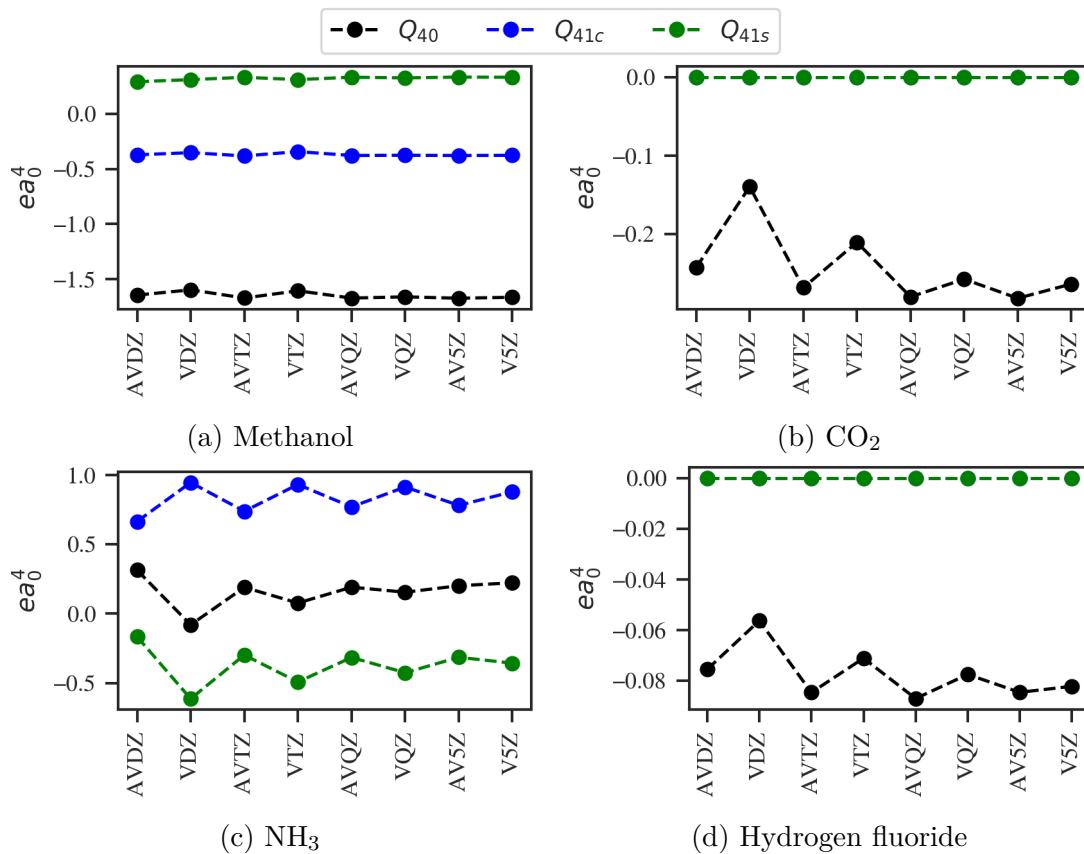 Q40 Q41c Q41s
ea₀⁴
0.0
−0.5
−1.0
−1.5
AVDZ VDZ AVTZ VTZ AVQZ VQZ AV5Z V5Z
(a) Methanol
ea₀⁴
0.0
−0.1
−0.2
AVDZ VDZ AVTZ VTZ AVQZ VQZ AV5Z V5Z
(b) CO₂
ea₀⁴
1.0
0.5
0.0
−0.5
AVDZ VDZ AVTZ VTZ AVQZ VQZ AV5Z V5Z
(c) NH₃
ea₀⁴
0.00
−0.02
−0.04
−0.06
−0.08
AVDZ VDZ AVTZ VTZ AVQZ VQZ AV5Z V5Z
(d) Hydrogen fluoride